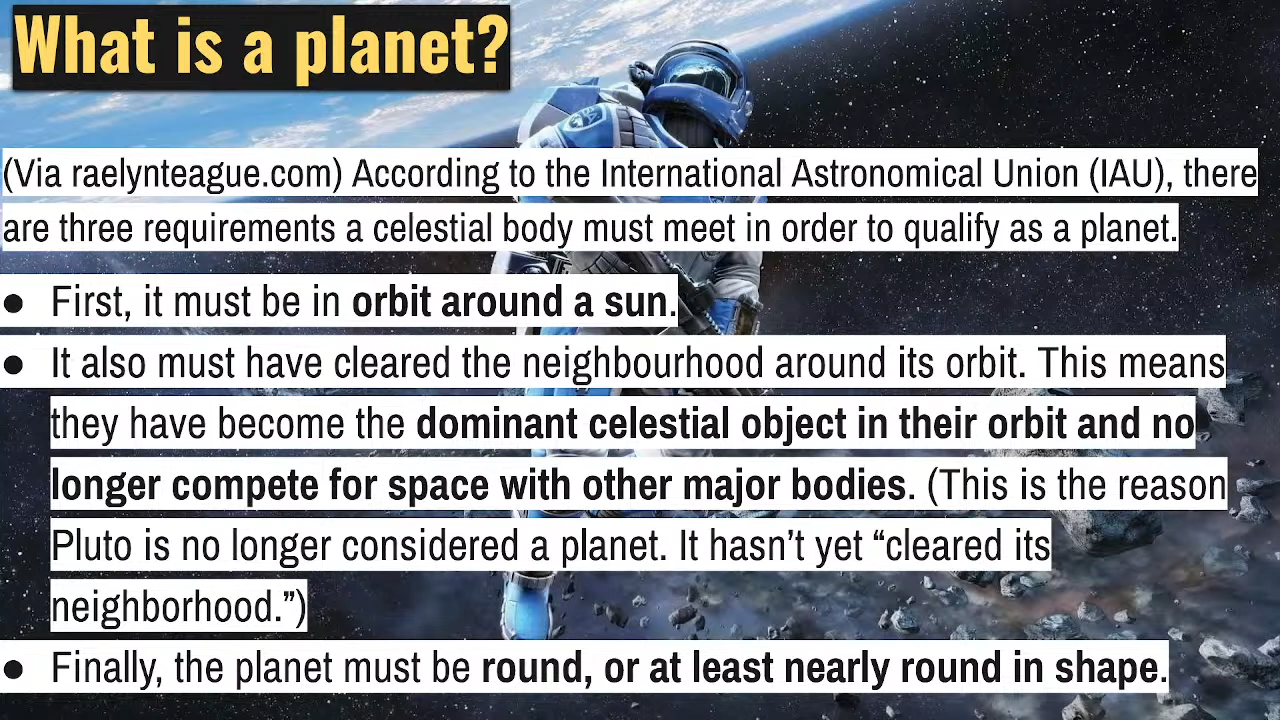 What is a planet?
(Via raelynteague.com) According to the International Astronomical Union (IAU), there
are three requirements a celestial body must meet in order to qualify as a planet.
● First, it must be in orbit around a sun.
● It also must have cleared the neighbourhood around its orbit. This means
they have become the dominant celestial object in their orbit and no
longer compete for space with other major bodies. (This is the reason
Pluto is no longer considered a planet. It hasn’t yet “cleared its
neighborhood.”)
● Finally, the planet must be round, or at least nearly round in shape.